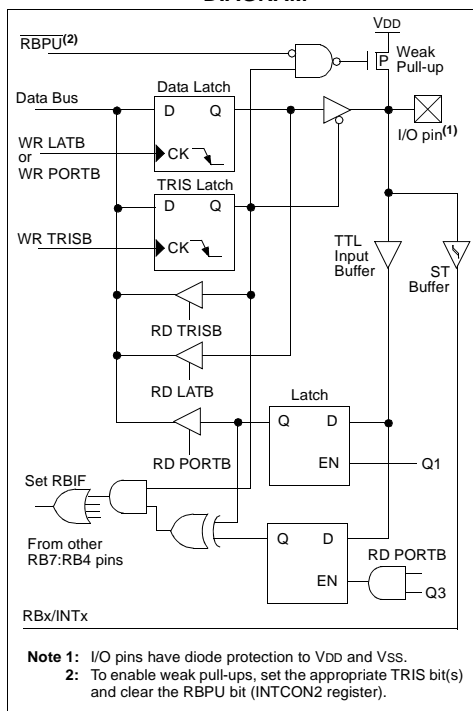 DIAGRAM
VDD
RBPU(2)
P
Weak
Pull-up
Data Bus
Data Latch
D Q
I/O pin(1)
WR LATB
or
WR PORTB
CK
TRIS Latch
D Q
WR TRISB
CK
TTL
Input
Buffer
ST
Buffer
RD TRISB
RD LATB
Latch
Q D
RD PORTB
EN
Q1
Set RBIF
From other
RB7:RB4 pins
Q D
RD PORTB
EN
Q3
RBx/INTx
Note 1: I/O pins have diode protection to VDD and VSS.
2: To enable weak pull-ups, set the appropriate TRIS bit(s)
and clear the RBPU bit (INTCON2 register).